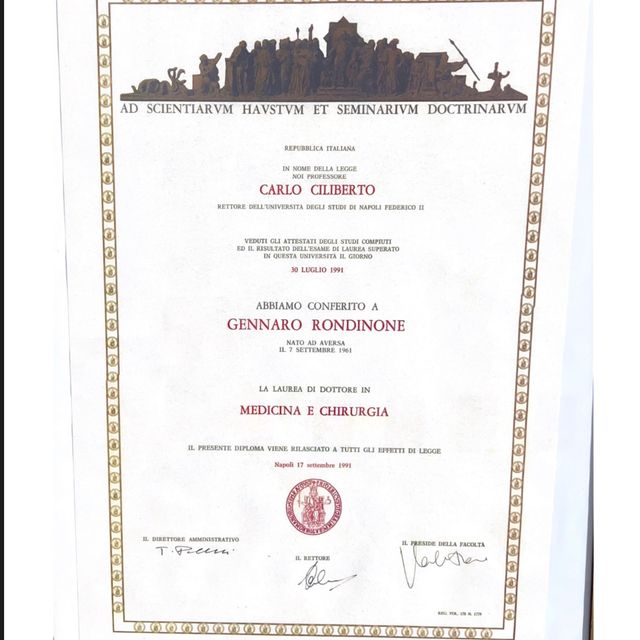 AD SCIENTIARVM HAVSTVM ET SEMINARIVM DOCTRINARVM
REPUBBLICA ITALIANA
IN NOME DELLA LEGGE
NOI PROFESSORE
CARLO CILIBERTO
RETTORE DELL'UNIVERSITA DEGLI STUDI DI NAPOLI FEDERICO II
VEDUTI GLI ATTESTATI DEGLI STUDI COMPIUTI
ED IL RISULTATO DELL'ESAME DI LAUREA SUPERATO
IN QUESTA UNIVERSITA IL GIORNO
30 LUGLIO 1991
ABBIAMO CONFERITO A
GENNARO RONDINONE
NATO AD AVERSA
IL 7 SETTEMBRE 1961
LA LAUREA DI DOTTORE IN
MEDICINA E CHIRURGIA
IL PRESENTE DIPLOMA VIENE RILASCIATO A TUTTI GLI EFFETTI DI LEGGE
Napoli 17 settembre 1991
IL DIRETTORE AMMINISTRATIVO
IL RETTORE
IL PRESIDE DELLA FACOLTÀ